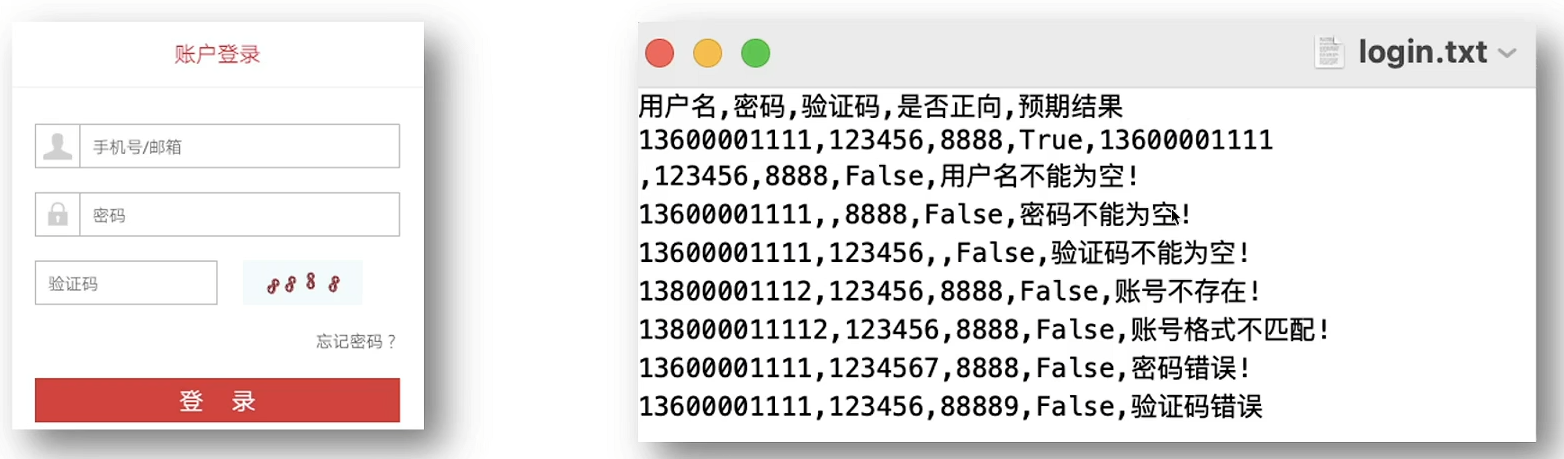 账户登录
手机号/邮箱
密码
验证码
8888
忘记密码？
登 录
login.txt
用户名,密码,验证码,是否正向,预期结果
13600001111,123456,8888,True,13600001111
,123456,8888,False,用户名不能为空!
13600001111,,8888,False,密码不能为空!
13600001111,123456,,False,验证码不能为空!
13800001112,123456,8888,False,账号不存在!
138000011112,123456,8888,False,账号格式不匹配!
13600001111,1234567,8888,False,密码错误!
13600001111,123456,88889,False,验证码错误